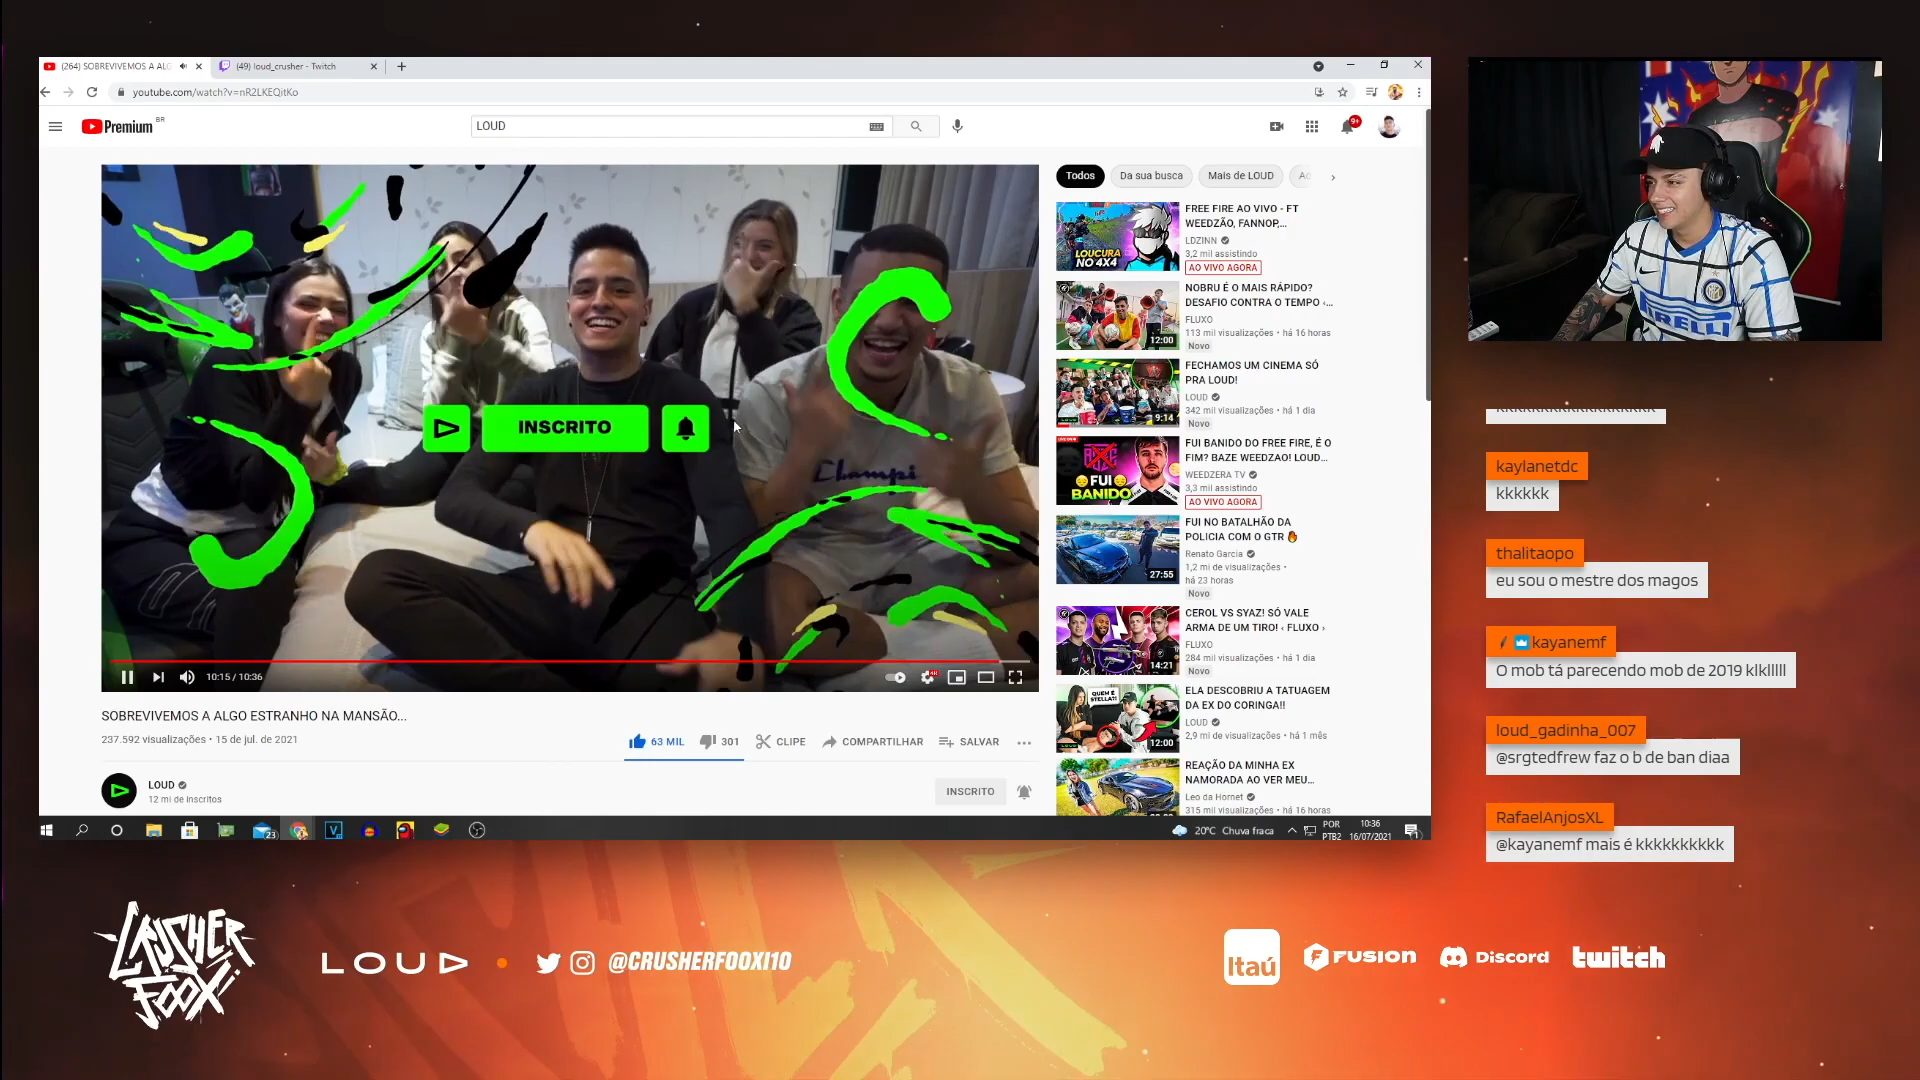 (264) SOBREVIVEMOS A ALG
(49) loud_crusher - Twitch
youtube.com/watch?v=nR2LKEQitKo
Premium BR
LOUD
9+
INSCRITO
Champi
10:15 / 10:36
SOBREVIVEMOS A ALGO ESTRANHO NA MANSÃO...
237.592 visualizações • 15 de jul. de 2021
63 MIL
301
CLIPE
COMPARTILHAR
SALVAR
LOUD
12 mi de inscritos
INSCRITO
Todos
Da sua busca
Mais de LOUD
Ao
LOUCURA
NO 4X4
FREE FIRE AO VIVO - FT
WEEDZÃO, FANNOP,...
LDZINN
3,2 mil assistindo
AO VIVO AGORA
12:00
NOBRU É O MAIS RÁPIDO?
DESAFIO CONTRA O TEMPO ‹...
FLUXO
113 mil visualizações • há 16 horas
Novo
9:14
FECHAMOS UM CINEMA SÓ
PRA LOUD!
LOUD
342 mil visualizações • há 1 dia
Novo
FUI
BANIDO
FUI BANIDO DO FREE FIRE, É O
FIM? BAZE WEEDZAO! LOUD...
WEEDZERA TV
3,3 mil assistindo
AO VIVO AGORA
27:55
FUI NO BATALHÃO DA
POLICIA COM O GTR
Renato Garcia
1,2 mi de visualizações •
há 23 horas
Novo
14:21
CEROL VS SYAZ! SÓ VALE
ARMA DE UM TIRO! ‹ FLUXO ›
FLUXO
284 mil visualizações • há 1 dia
Novo
QUEM É
STELLA?!
12:00
ELA DESCOBRIU A TATUAGEM
DA EX DO CORINGA!!
LOUD
2,9 mi de visualizações • há 1 mês
REAÇÃO DA MINHA EX
NAMORADA AO VER MEU...
Leo da Hornet
315 mil visualizações • há 16 horas
23
20°C Chuva fraca
POR
PTB2
10:36
16/07/2021
PIRELLI
kaylanetdc
kkkkkk
thalitaopo
eu sou o mestre dos magos
kayanemf
O mob tá parecendo mob de 2019 klklllll
loud_gadinha_007
@srgtedfrew faz o b de ban diaa
RafaelAnjosXL
@kayanemf mais é kkkkkkkkkk
CRUSHER
FOOX
LOUD
@CRUSHERFOOXI10
Itaú
FUSION
Discord
twitch